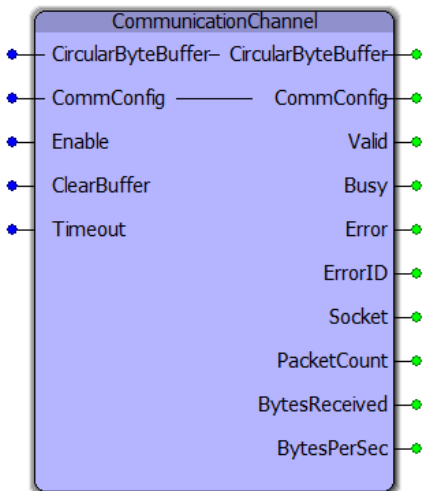 CommunicationChannel
CircularByteBuffer CircularByteBuffer
CommConfig CommConfig
Enable Valid
ClearBuffer Busy
Timeout Error
ErrorID
Socket
PacketCount
BytesReceived
BytesPerSec